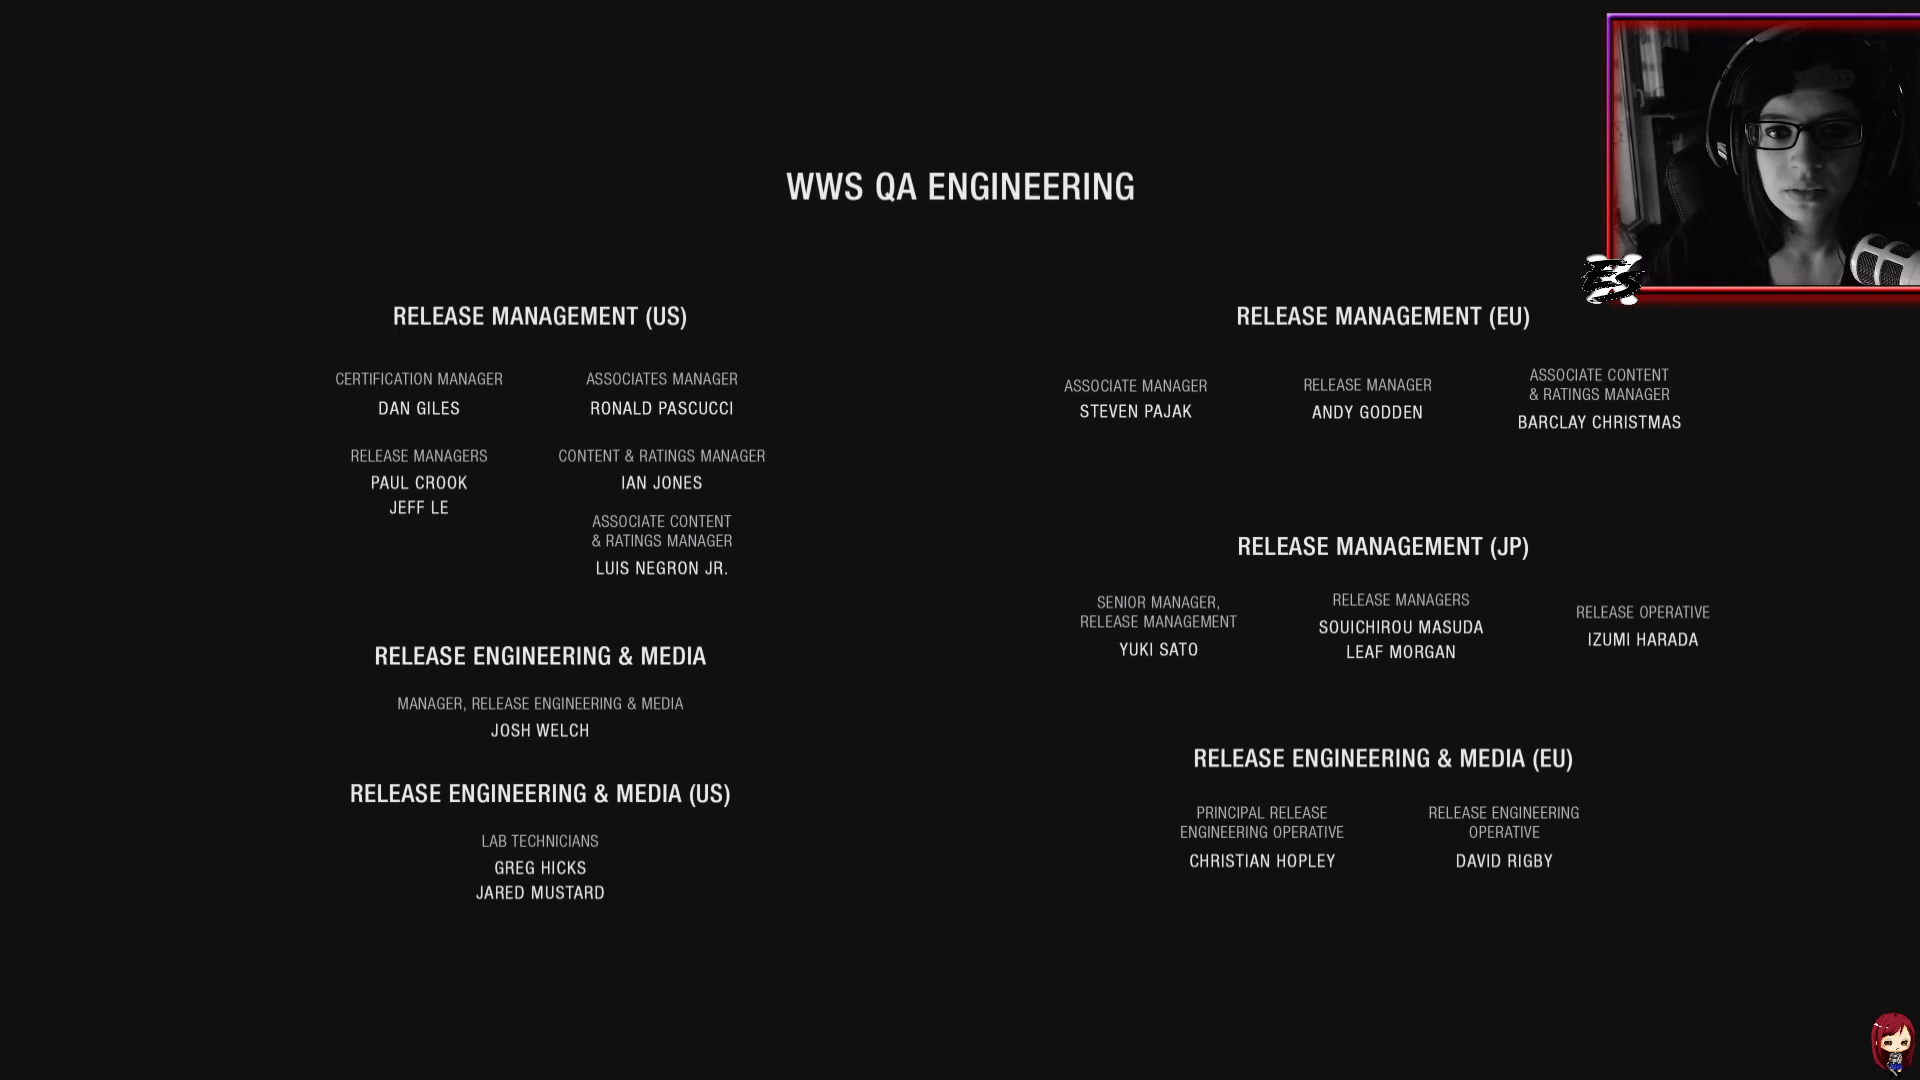 WWS QA ENGINEERING
RELEASE MANAGEMENT (US)
CERTIFICATION MANAGER
DAN GILES
ASSOCIATES MANAGER
RONALD PASCUCCI
RELEASE MANAGERS
PAUL CROOK
JEFF LE
CONTENT & RATINGS MANAGER
IAN JONES
ASSOCIATE CONTENT
& RATINGS MANAGER
LUIS NEGRON JR.
RELEASE ENGINEERING & MEDIA
MANAGER, RELEASE ENGINEERING & MEDIA
JOSH WELCH
RELEASE ENGINEERING & MEDIA (US)
LAB TECHNICIANS
GREG HICKS
JARED MUSTARD
RELEASE MANAGEMENT (EU)
ASSOCIATE MANAGER
STEVEN PAJAK
RELEASE MANAGER
ANDY GODDEN
ASSOCIATE CONTENT
& RATINGS MANAGER
BARCLAY CHRISTMAS
RELEASE MANAGEMENT (JP)
SENIOR MANAGER,
RELEASE MANAGEMENT
YUKI SATO
RELEASE MANAGERS
SOUICHIROU MASUDA
LEAF MORGAN
RELEASE OPERATIVE
IZUMI HARADA
RELEASE ENGINEERING & MEDIA (EU)
PRINCIPAL RELEASE
ENGINEERING OPERATIVE
CHRISTIAN HOPLEY
RELEASE ENGINEERING
OPERATIVE
DAVID RIGBY